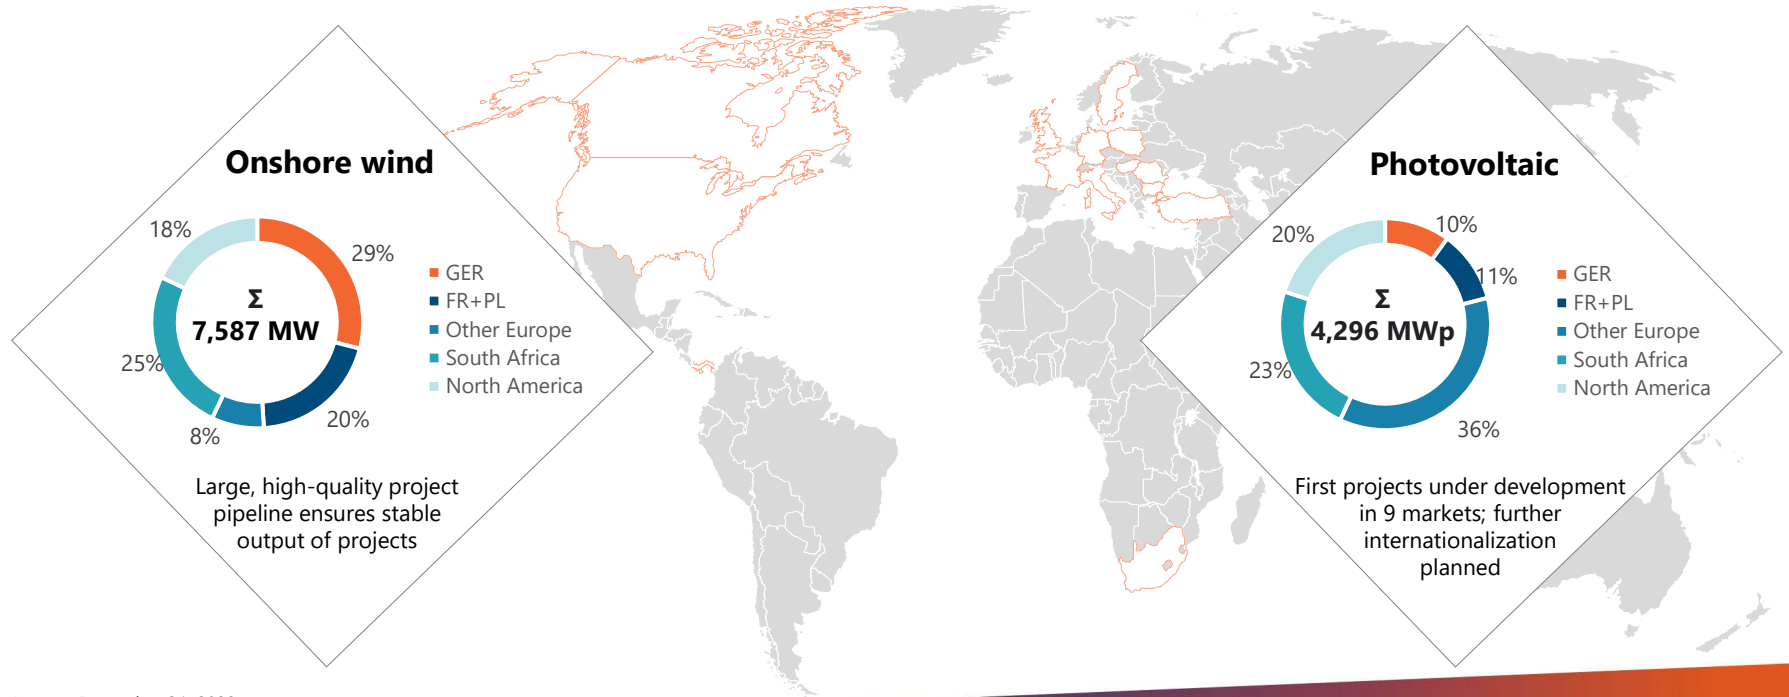 Onshore wind
18%
29%
25%
20%
8%
Σ
7,587 MW
GER
FR+PL
Other Europe
South Africa
North America
Large, high-quality project
pipeline ensures stable
output of projects
Photovoltaic
20%
10%
11%
23%
36%
Σ
4,296 MWp
GER
FR+PL
Other Europe
South Africa
North America
First projects under development
in 9 markets; further
internationalization
planned